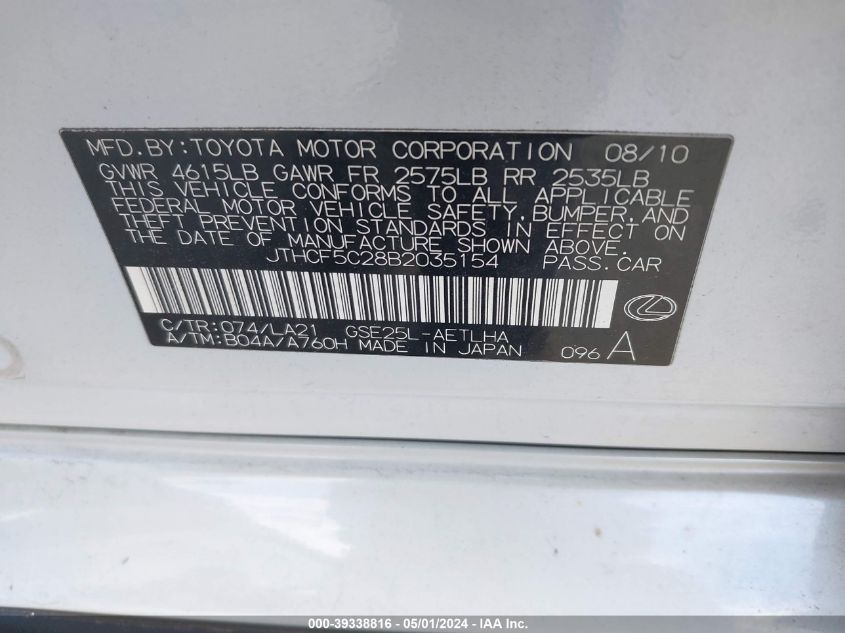 MFD.BY:TOYOTA MOTOR CORPORATION 08/10
GVWR 4615LB GAWR FR 2575LB RR 2535LB
THIS VEHICLE CONFORMS TO ALL APPLICABLE
FEDERAL MOTOR VEHICLE SAFETY,BUMPER,AND
THEFT PREVENTION STANDARDS IN EFFECT ON
THE DATE OF MANUFACTURE SHOWN ABOVE.
JTHCF5C28B2035154 PASS.CAR
C/TR:074/LA21 GSE25L-AETLHA
A/TM:B04A/A760H MADE IN JAPAN 096 A
000-39338816 - 05/01/2024 - IAA Inc.